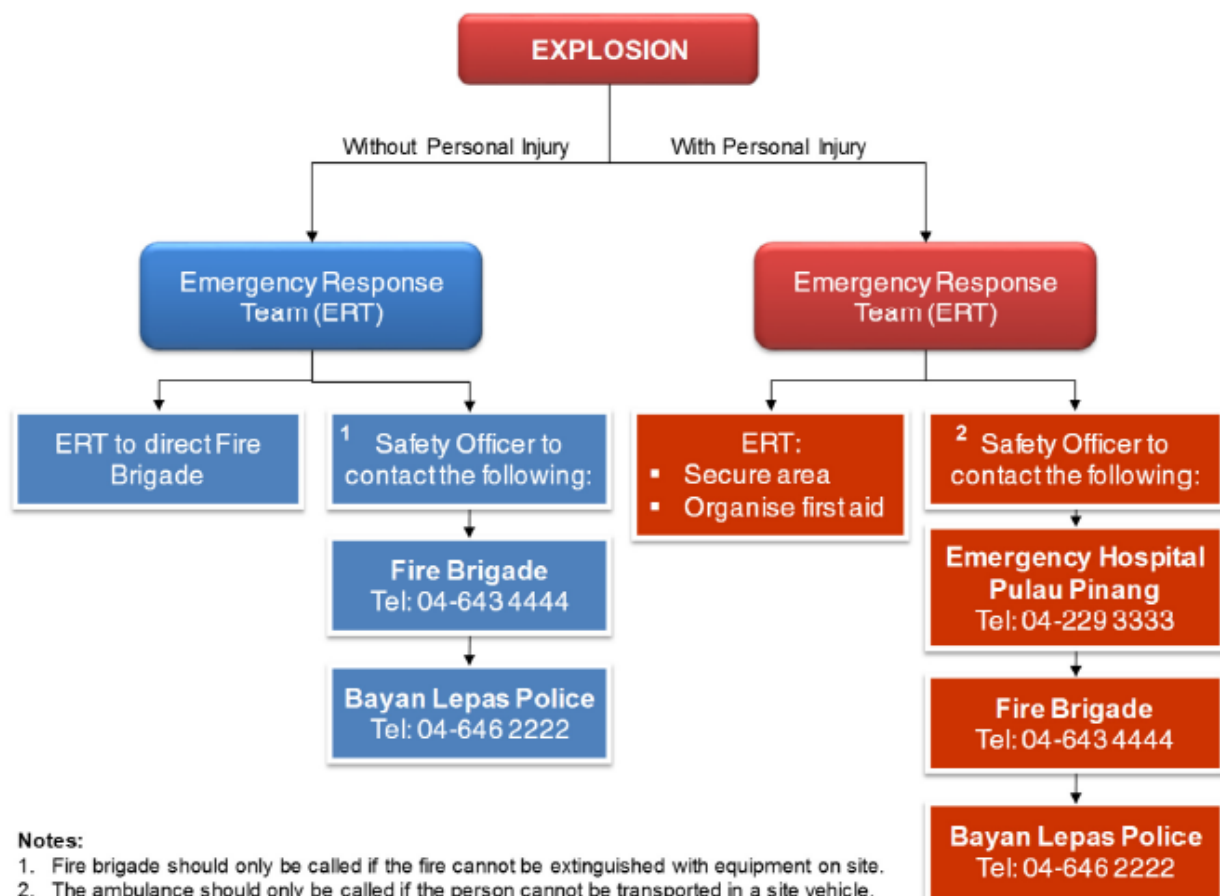 EXPLOSION
Without Personal Injury
With Personal Injury
Emergency Response
Team (ERT)
Emergency Response
Team (ERT)
ERT to direct Fire
Brigade
1 Safety Officer to
contact the following:
Fire Brigade
Tel: 04-643 4444
Bayan Lepas Police
Tel: 04-646 2222
ERT:
▪ Secure area
▪ Organise first aid
2 Safety Officer to
contact the following:
Emergency Hospital
Pulau Pinang
Tel: 04-229 3333
Fire Brigade
Tel: 04-643 4444
Bayan Lepas Police
Tel: 04-646 2222
Notes:
1. Fire brigade should only be called if the fire cannot be extinguished with equipment on site.
2. The ambulance should only be called if the person cannot be transported in a site vehicle.